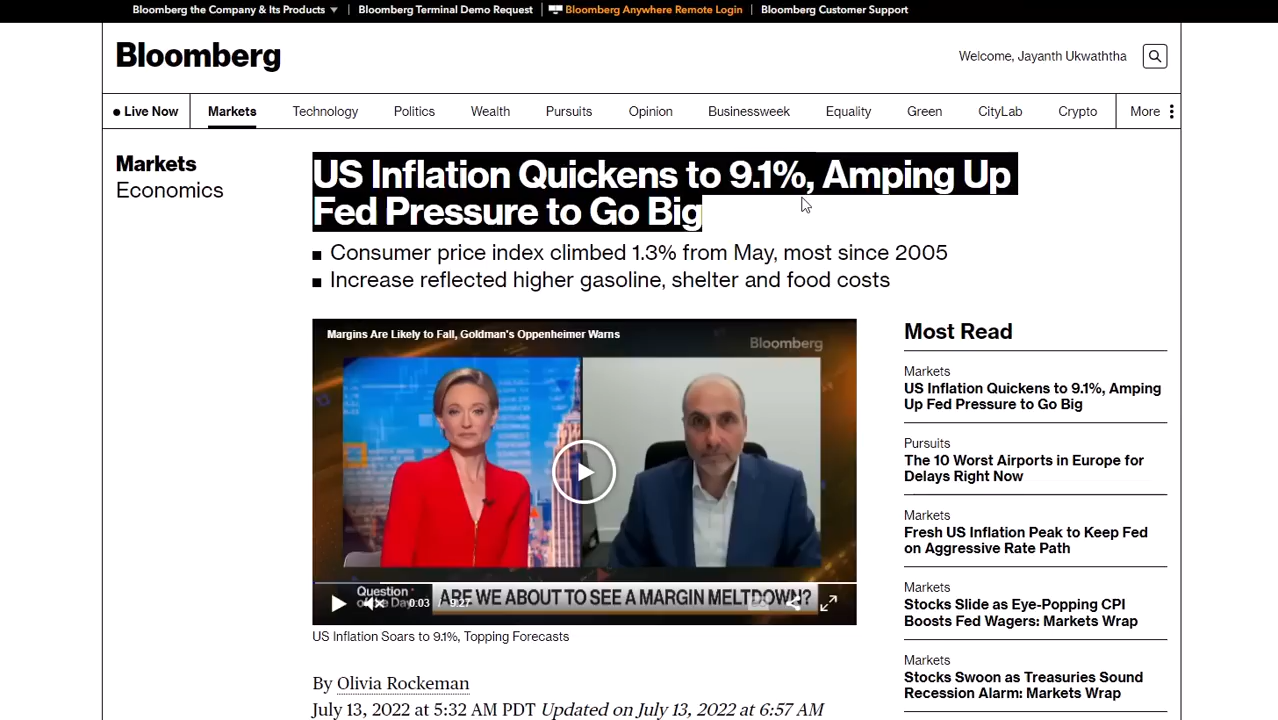 Bloomberg the Company & Its Products ▼ | Bloomberg Terminal Demo Request | Bloomberg Anywhere Remote Login | Bloomberg Customer Support
Bloomberg
Welcome, Jayanth Ukwaththa
Live Now Markets Technology Politics Wealth Pursuits Opinion Businessweek Equality Green CityLab Crypto More
Markets
Economics
US Inflation Quickens to 9.1%, Amping Up
Fed Pressure to Go Big
Consumer price index climbed 1.3% from May, most since 2005
Increase reflected higher gasoline, shelter and food costs
Margins Are Likely to Fall, Goldman's Oppenheimer Warns
Bloomberg
Question
of the Day
ARE WE ABOUT TO SEE A MARGIN MELTDOWN?
0:03 / 9:27
US Inflation Soars to 9.1%, Topping Forecasts
By Olivia Rockeman
July 13, 2022 at 5:32 AM PDT Updated on July 13, 2022 at 6:57 AM
Most Read
Markets
US Inflation Quickens to 9.1%, Amping
Up Fed Pressure to Go Big
Pursuits
The 10 Worst Airports in Europe for
Delays Right Now
Markets
Fresh US Inflation Peak to Keep Fed
on Aggressive Rate Path
Markets
Stocks Slide as Eye-Popping CPI
Boosts Fed Wagers: Markets Wrap
Markets
Stocks Swoon as Treasuries Sound
Recession Alarm: Markets Wrap